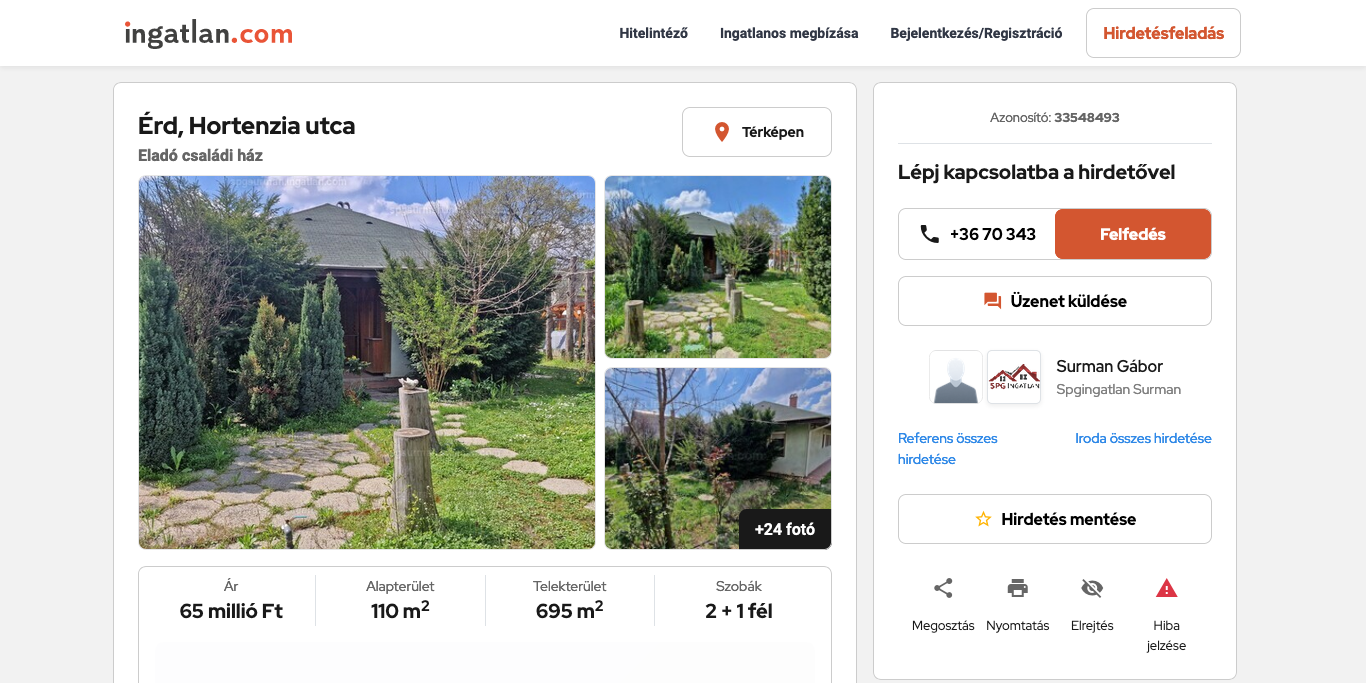 ingatlan.com
Hitelintéző
Ingatlanos megbízása
Bejelentkezés/Regisztráció
Hirdetésfeladás
Érd, Hortenzia utca
Eladó családi ház
Térképen
+24 fotó
Ár
65 millió Ft
Alapterület
110 m²
Telekterület
695 m²
Szobák
2 + 1 fél
Azonosító: 33548493
Lépj kapcsolatba a hirdetővel
+36 70 343
Felfedés
Üzenet küldése
SPG INGATLAN
Surman Gábor
Spgingatlan Surman
Referens összes
hirdetése
Iroda összes hirdetése
Hirdetés mentése
Megosztás
Nyomtatás
Elrejtés
Hiba
jelzése